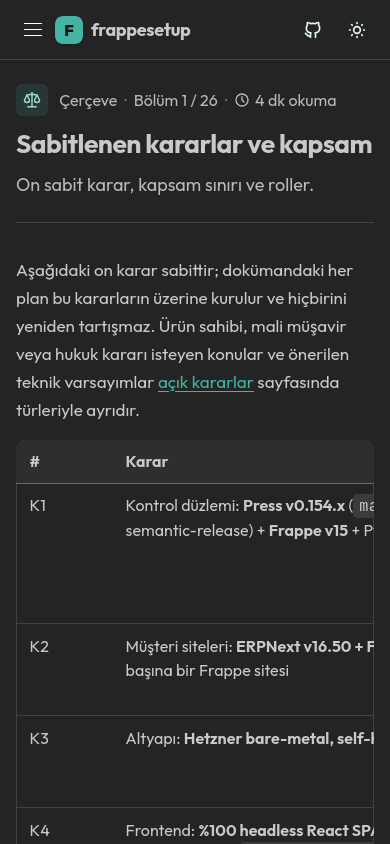 F frappesetup
Çerçeve · Bölüm 1 / 26 · 4 dk okuma
Sabitlenen kararlar ve kapsam
On sabit karar, kapsam sınırı ve roller.
Aşağıdaki on karar sabittir; dokümandaki her
plan bu kararların üzerine kurulur ve hiçbirini
yeniden tartışmaz. Ürün sahibi, mali müşavir
veya hukuk kararı isteyen konular ve önerilen
teknik varsayımlar açık kararlar sayfasında
türleriyle ayrıdır.
# Karar
K1 Kontrol düzlemi: Press v0.154.x (
semantic-release) + Frappe v15 +
K2 Müşteri siteleri: ERPNext v16.50 +
başına bir Frappe sitesi
K3 Altyapı: Hetzner bare-metal,
K4 Frontend: %100 headless React